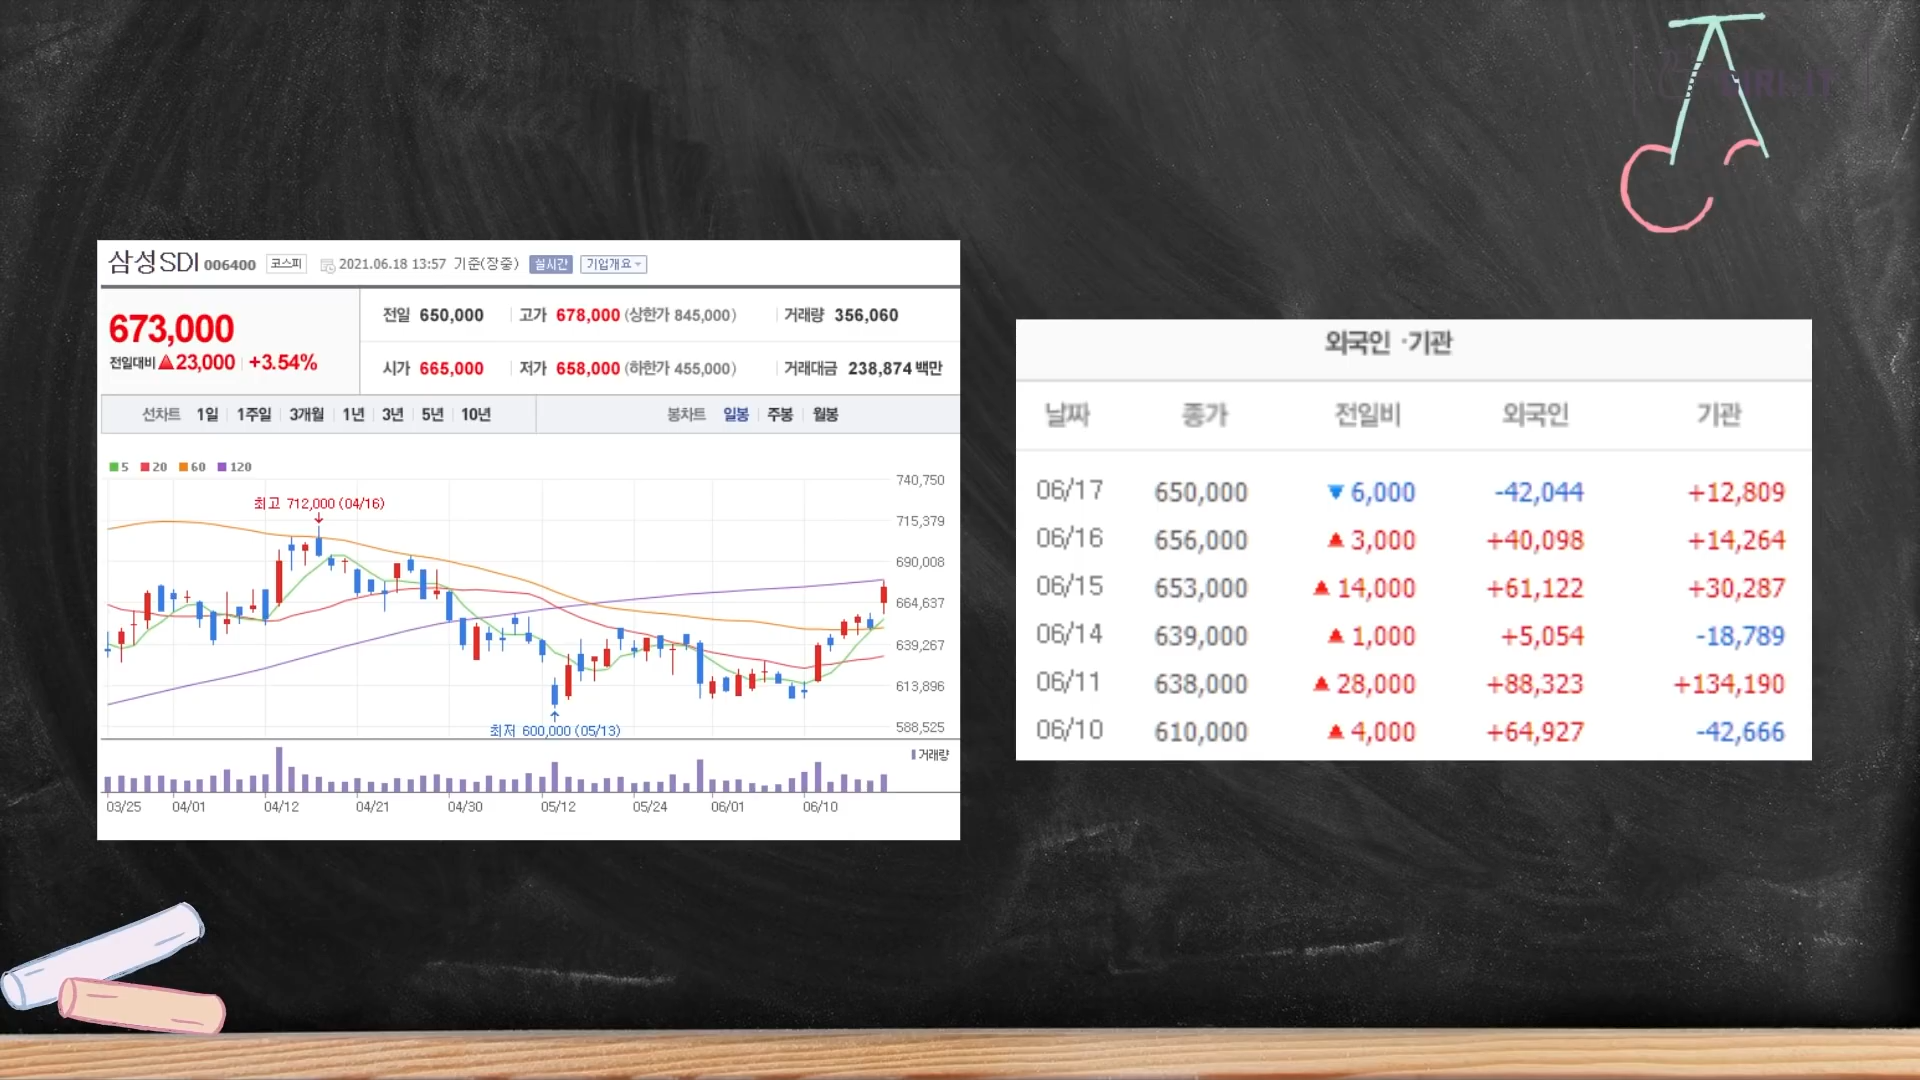 삼성SDI 006400 코스피 2021.06.18 13:57 기준(장중) 실시간 기업개요
673,000
전일대비 ▲23,000 +3.54%
전일 650,000 고가 678,000 (상한가 845,000) 거래량 356,060
시가 665,000 저가 658,000 (하한가 455,000) 거래대금 238,874 백만
선차트 1일 1주일 3개월 1년 3년 5년 10년 봉차트 일봉 주봉 월봉
5 20 60 120
740,750
최고 712,000 (04/16)
715,379
690,008
664,637
639,267
613,896
최저 600,000 (05/13)
588,525
거래량
03/25 04/01 04/12 04/21 04/30 05/12 05/24 06/01 06/10
외국인 ·기관
날짜 종가 전일비 외국인 기관
06/17 650,000 ▼ 6,000 -42,044 +12,809
06/16 656,000 ▲ 3,000 +40,098 +14,264
06/15 653,000 ▲ 14,000 +61,122 +30,287
06/14 639,000 ▲ 1,000 +5,054 -18,789
06/11 638,000 ▲ 28,000 +88,323 +134,190
06/10 610,000 ▲ 4,000 +64,927 -42,666